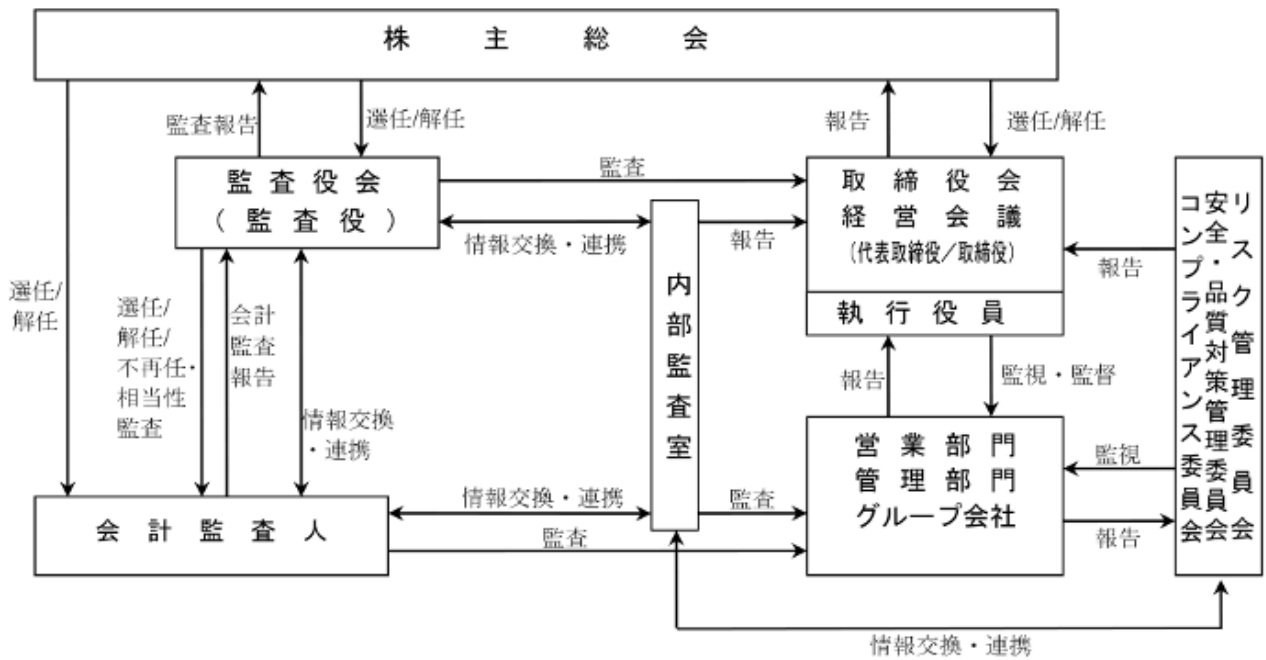 株主総会
監査報告
選任/解任
報告
選任/解任
監査役会
(監査役)
監査
取締役会
経営会議
(代表取締役/取締役)
執行役員
情報交換・連携
報告
内部監査室
報告
リスク管理委員会
安全・品質対策管理委員会
コンプライアンス委員会
選任/
解任
選任/
解任/
不再任・
相当性
監査
会計
監査
報告
情報交換
・連携
報告
監視・監督
営業部門
管理部門
グループ会社
監視
報告
会計監査人
情報交換・連携
監査
監査
情報交換・連携